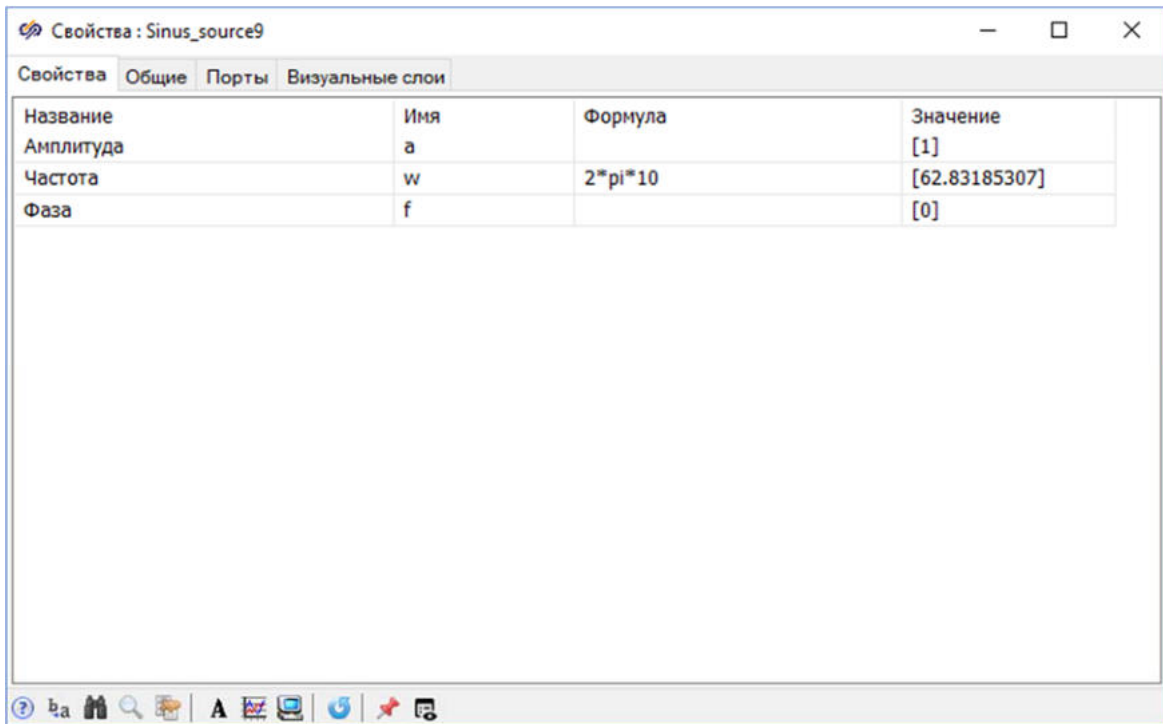 Свойства : Sinus_source9
Свойства Общие Порты Визуальные слои
Название Имя Формула Значение
Амплитуда a [1]
Частота w 2*pi*10 [62.83185307]
Фаза f [0]